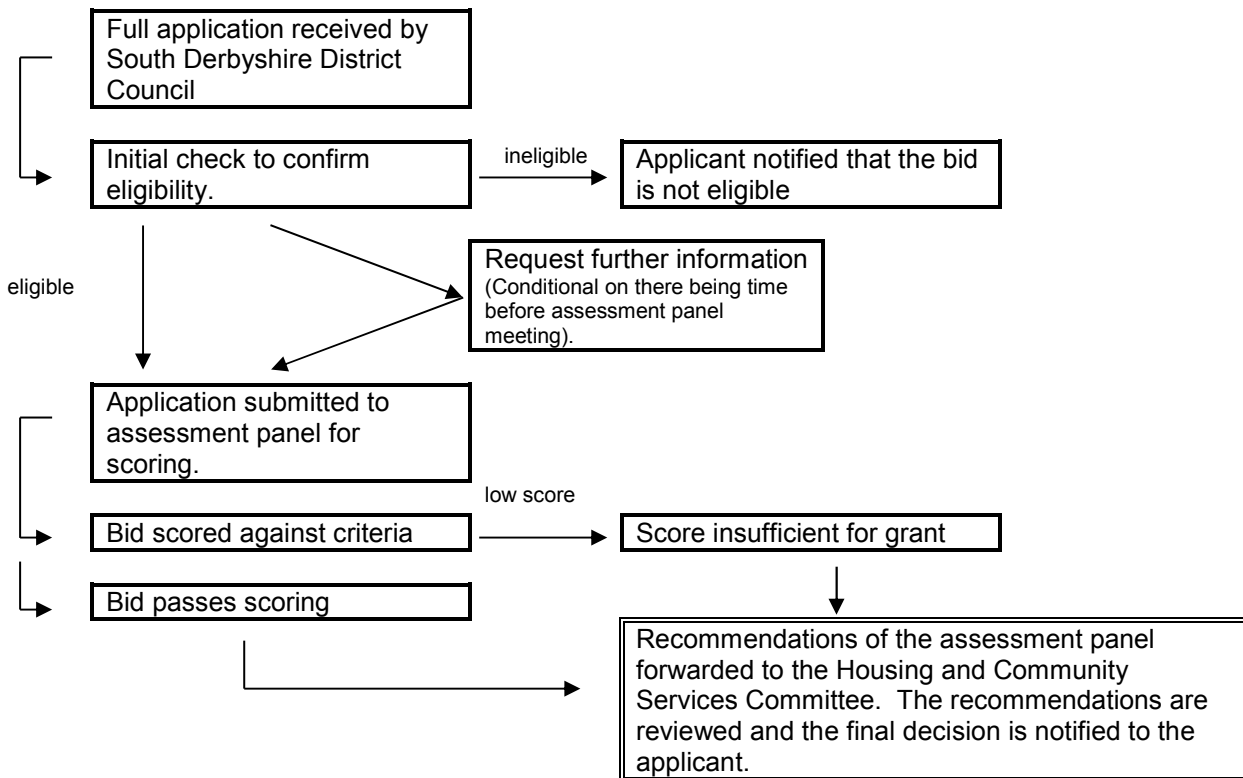 Full application received by
South Derbyshire District
Council
Initial check to confirm
eligibility.
ineligible
Applicant notified that the bid
is not eligible
eligible
Request further information
(Conditional on there being time
before assessment panel
meeting).
Application submitted to
assessment panel for
scoring.
low score
Bid scored against criteria
Score insufficient for grant
Bid passes scoring
Recommendations of the assessment panel
forwarded to the Housing and Community
Services Committee.  The recommendations are
reviewed and the final decision is notified to the
applicant.